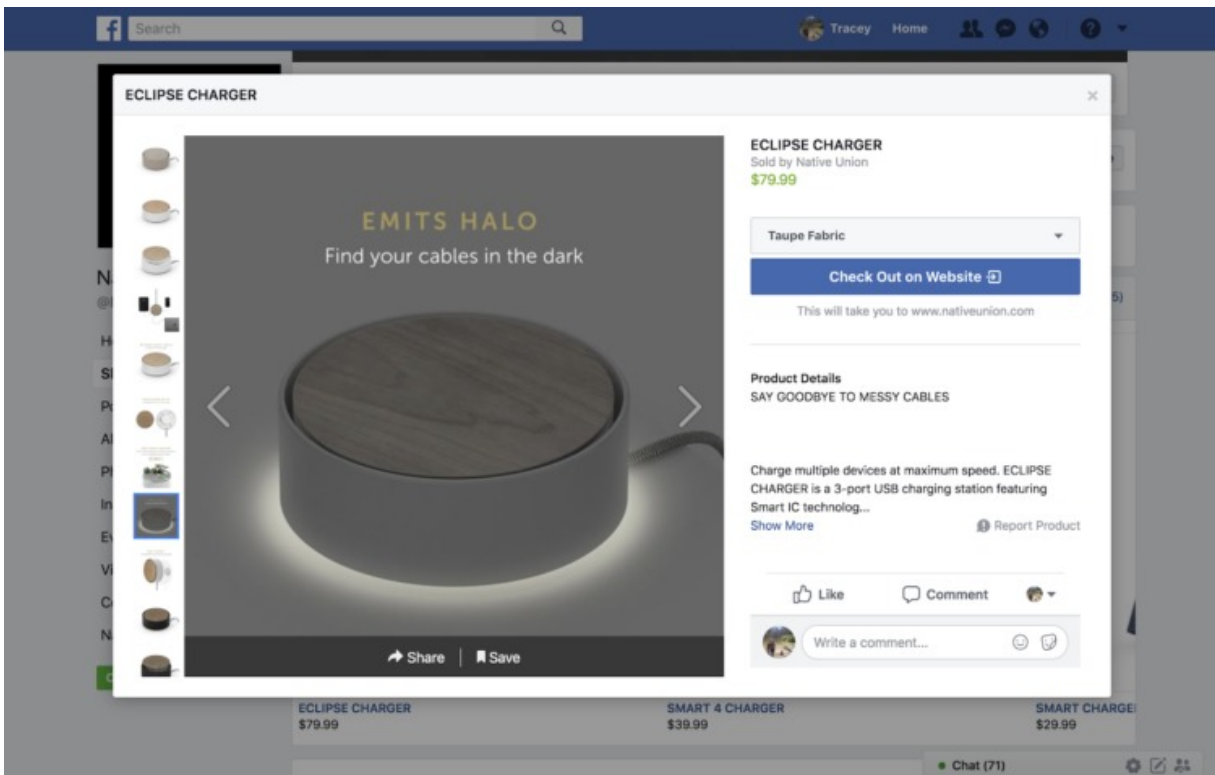 f
Search
Tracey
Home
ECLIPSE CHARGER
×
EMITS HALO
Find your cables in the dark
Share
Save
ECLIPSE CHARGER
Sold by Native Union
$79.99
Taupe Fabric
Check Out on Website
This will take you to www.nativeunion.com
Product Details
SAY GOODBYE TO MESSY CABLES
Charge multiple devices at maximum speed. ECLIPSE
CHARGER is a 3-port USB charging station featuring
Smart IC technolog...
Show More
Report Product
Like
Comment
Write a comment...
ECLIPSE CHARGER
$79.99
SMART 4 CHARGER
$39.99
SMART CHARGE
$29.99
Chat (71)